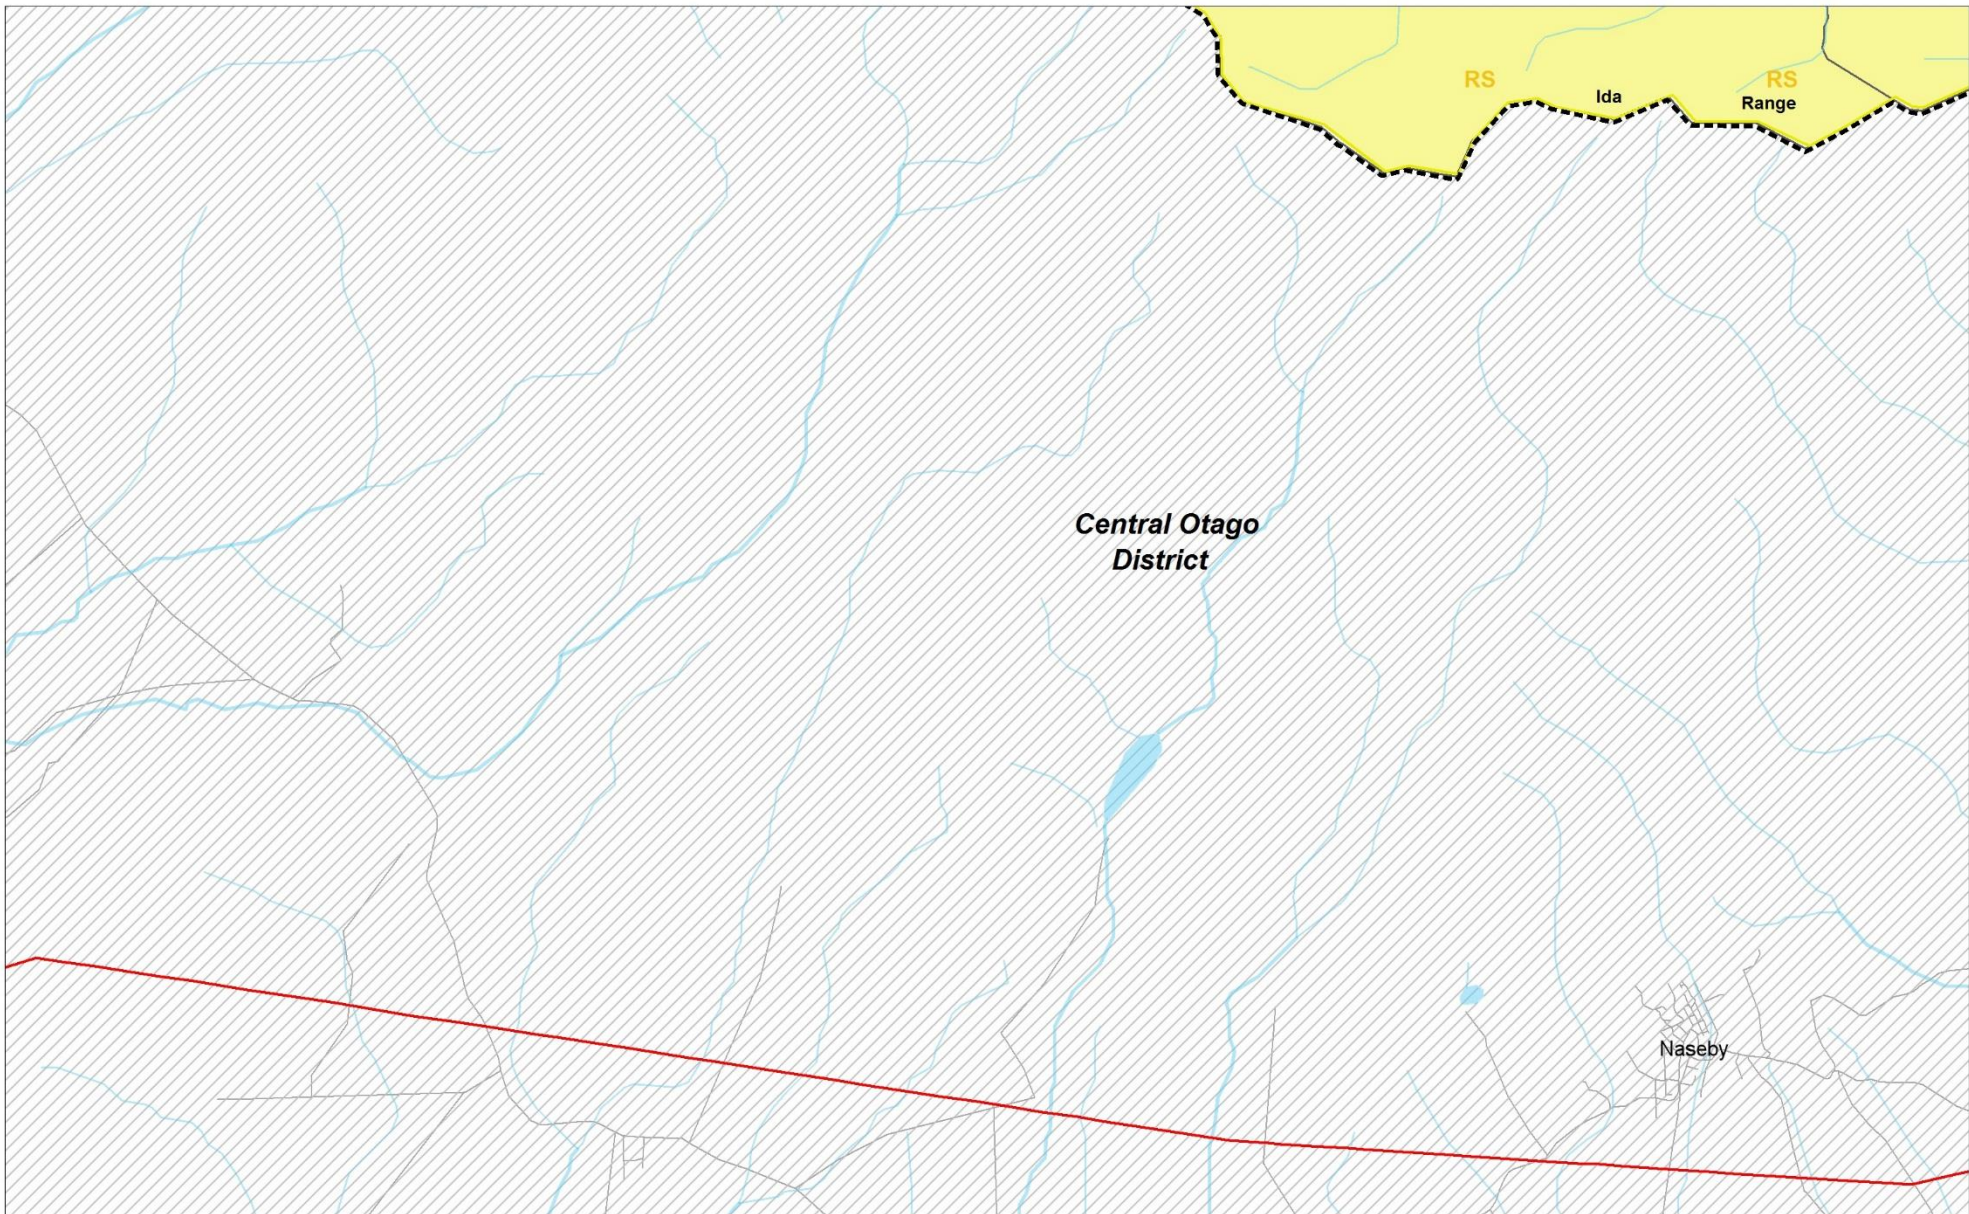 RS
RS
Ida
Range
Central Otago
District
Naseby